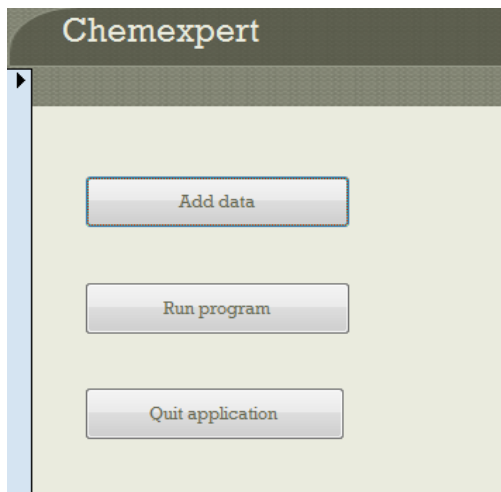 Chemexpert
Add data
Run program
Quit application